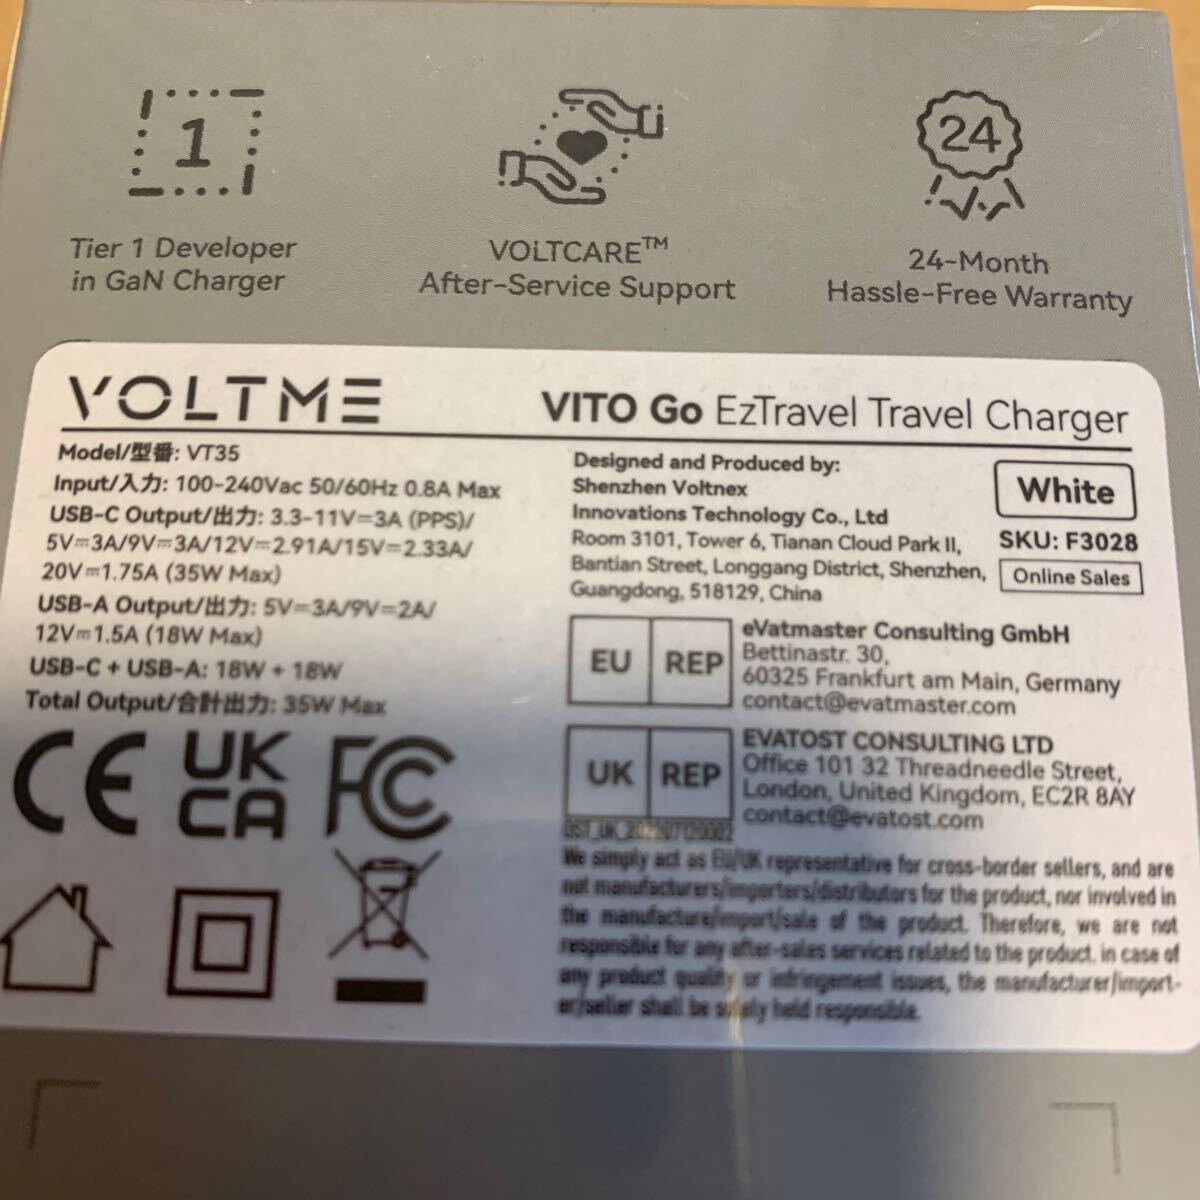 1
24
Tier 1 Developer
in GaN Charger
VOLTCARE™
After-Service Support
24-Month
Hassle-Free Warranty
VOLTME
VITO Go EzTravel Travel Charger
Model/型番: VT35
Input/入力: 100-240Vac 50/60Hz 0.8A Max
USB-C Output/出力: 3.3-11V⎓3A (PPS)/
5V⎓3A/9V⎓3A/12V⎓2.91A/15V⎓2.33A/
20V⎓1.75A (35W Max)
USB-A Output/出力: 5V⎓3A/9V⎓2A/
12V⎓1.5A (18W Max)
USB-C + USB-A: 18W + 18W
Total Output/合計出力: 35W Max
CE UK CA FC
Designed and Produced by:
Shenzhen Voltnex
Innovations Technology Co., Ltd
Room 3101, Tower 6, Tianan Cloud Park II,
Bantian Street, Longgang District, Shenzhen,
Guangdong, 518129, China
White
SKU: F3028
Online Sales
EU REP
eVatmaster Consulting GmbH
Bettinastr. 30,
60325 Frankfurt am Main, Germany
contact@evatmaster.com
UK REP
EVATOST CONSULTING LTD
Office 101 32 Threadneedle Street,
London, United Kingdom, EC2R 8AY
contact@evatost.com
We simply act as EU/UK representative for cross-border sellers, and are
not manufacturers/importers/distributors for the product, nor involved in
the manufacture/import/sale of the product. Therefore, we are not
responsible for any after-sales services related to the product. in case of
any product quality or infringement issues, the manufacturer/import-
er/seller shall be solely held responsible.